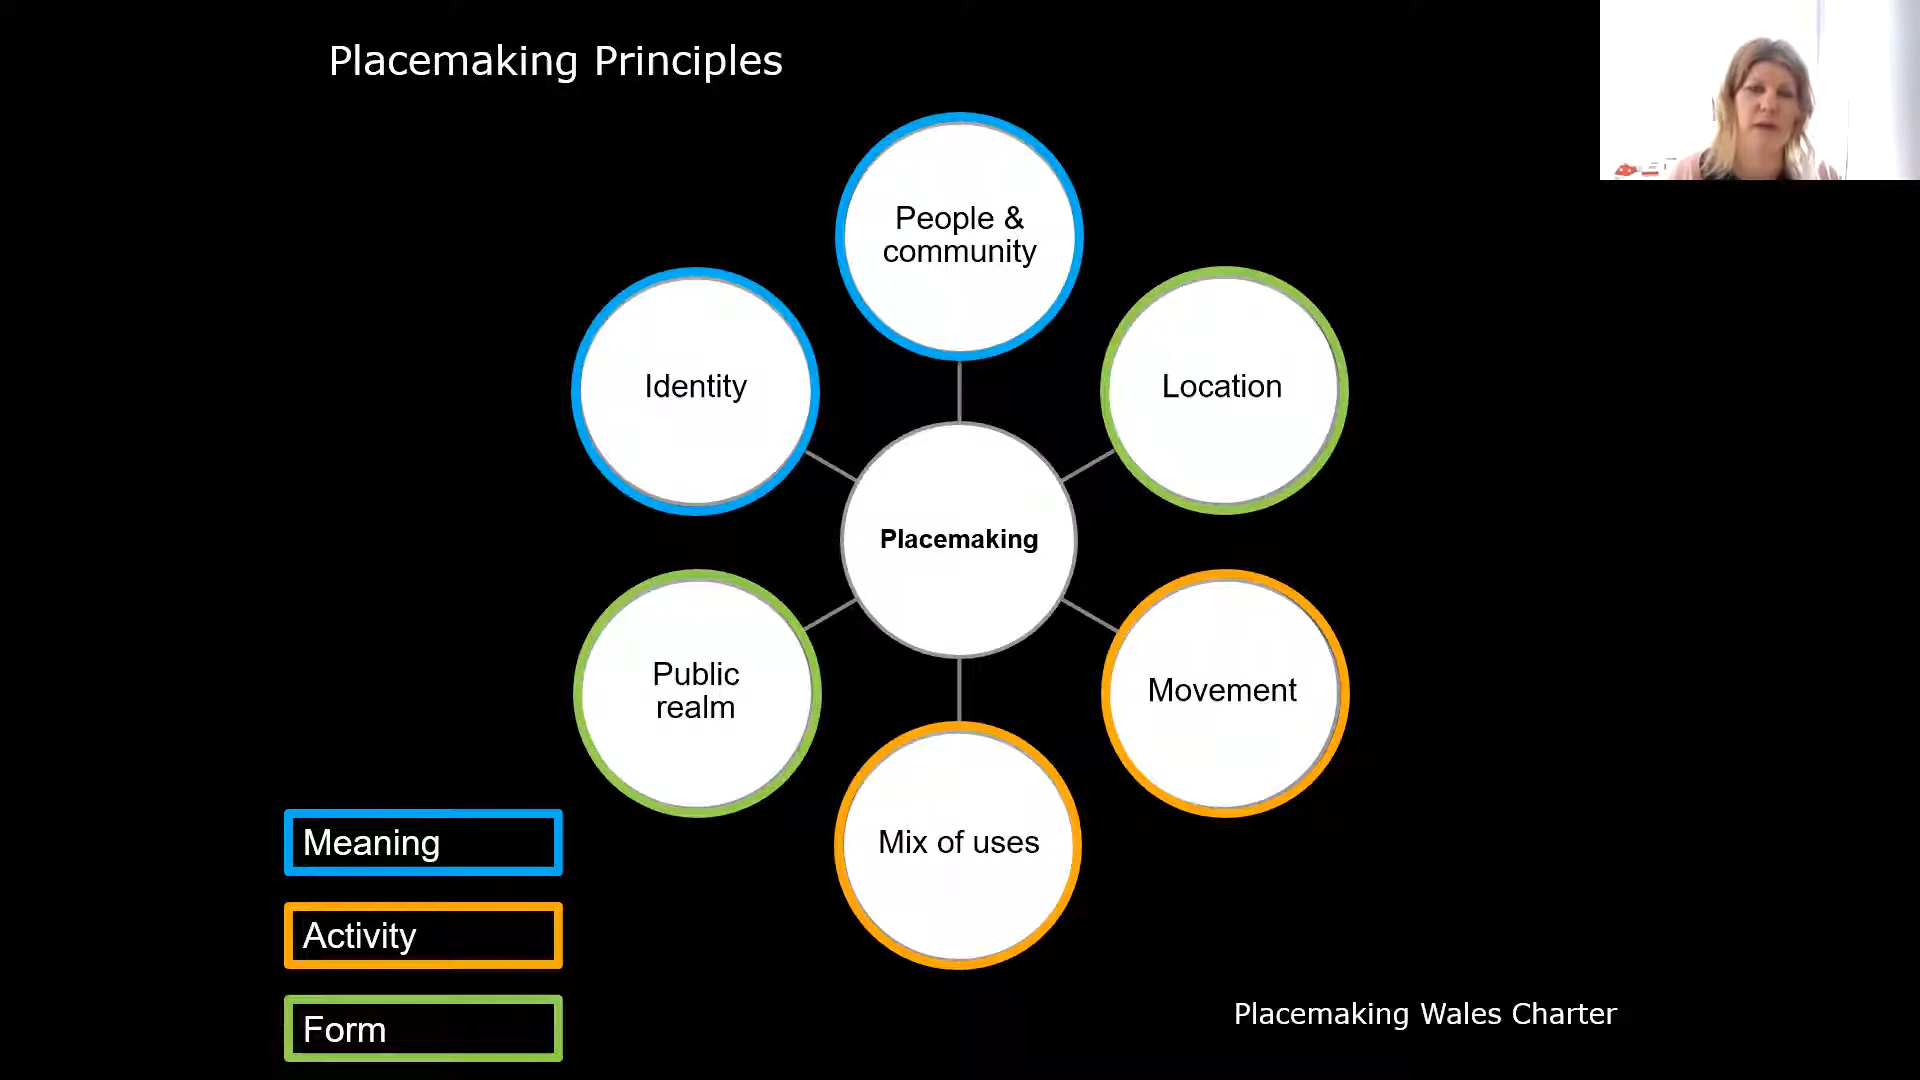 Placemaking Principles
People &
community
Identity
Location
Placemaking
Public
realm
Movement
Mix of uses
Meaning
Activity
Form
Placemaking Wales Charter